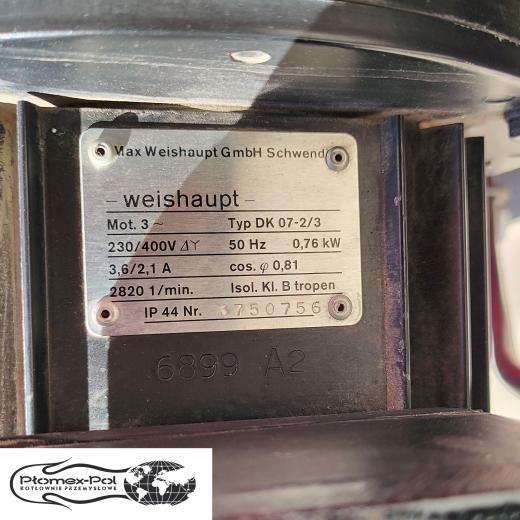 Max Weishaupt GmbH Schwendi
– weishaupt –
Mot. 3 ~ Typ DK 07-2/3
230/400V Δ Y 50 Hz 0,76 kW
3,6/2,1 A cos. φ 0,81
2820 1/min. Isol. Kl. B tropen
IP 44 Nr. 3750756
6899 A2
Płomex-Pol
KOTŁOWNIE PRZEMYSŁOWE